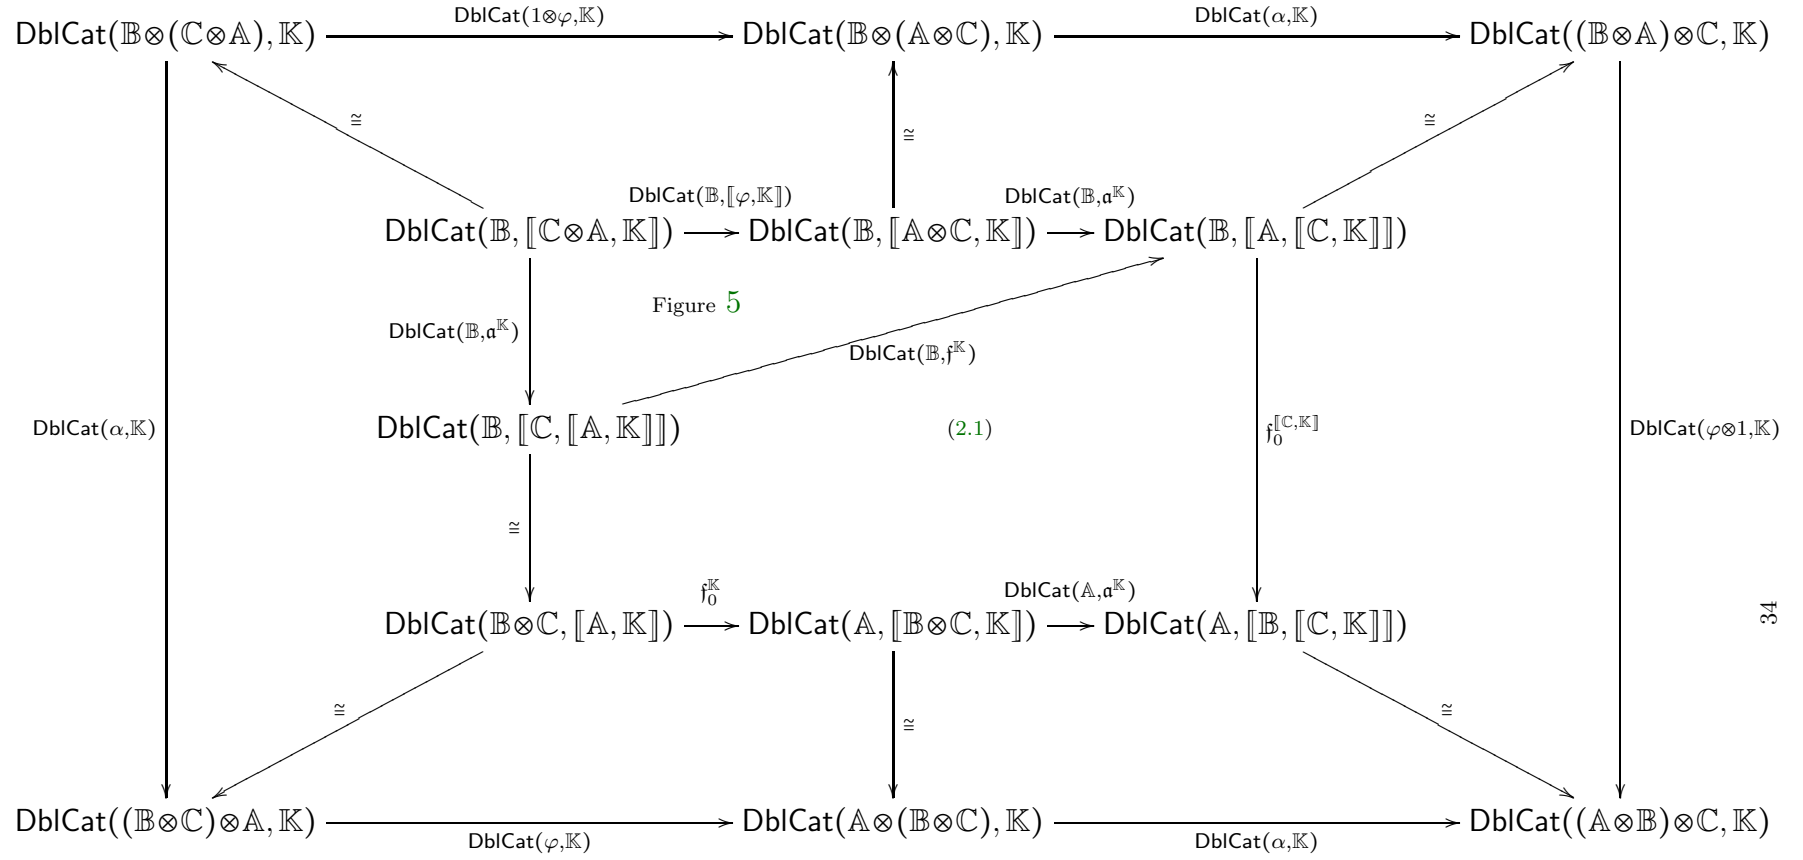 DblCat(1⊗φ,𝕂) DblCat(α,𝕂)
DblCat(𝔹⊗(ℂ⊗𝔸), 𝕂) DblCat(𝔹⊗(𝔸⊗ℂ), 𝕂) DblCat((𝔹⊗𝔸)⊗ℂ, 𝕂)
≅ ≅ ≅
DblCat(𝔹,⟦φ,𝕂⟧) DblCat(𝔹,𝔞^𝕂)
DblCat(𝔹, ⟦ℂ⊗𝔸, 𝕂⟧) DblCat(𝔹, ⟦𝔸⊗ℂ, 𝕂⟧) DblCat(𝔹, ⟦𝔸, ⟦ℂ, 𝕂⟧⟧)
Figure 5
DblCat(𝔹,𝔞^𝕂)
DblCat(𝔹,𝔣^𝕂)
DblCat(α,𝕂) DblCat(𝔹, ⟦ℂ, ⟦𝔸, 𝕂⟧⟧) (2.1) 𝔣_0^{⟦ℂ,𝕂⟧} DblCat(φ⊗1,𝕂)
≅
𝔣_0^𝕂 DblCat(𝔸,𝔞^𝕂)
DblCat(𝔹⊗ℂ, ⟦𝔸, 𝕂⟧) DblCat(𝔸, ⟦𝔹⊗ℂ, 𝕂⟧) DblCat(𝔸, ⟦𝔹, ⟦ℂ, 𝕂⟧⟧)
34
≅ ≅ ≅
DblCat((𝔹⊗ℂ)⊗𝔸, 𝕂) DblCat(𝔸⊗(𝔹⊗ℂ), 𝕂) DblCat((𝔸⊗𝔹)⊗ℂ, 𝕂)
DblCat(φ,𝕂) DblCat(α,𝕂)